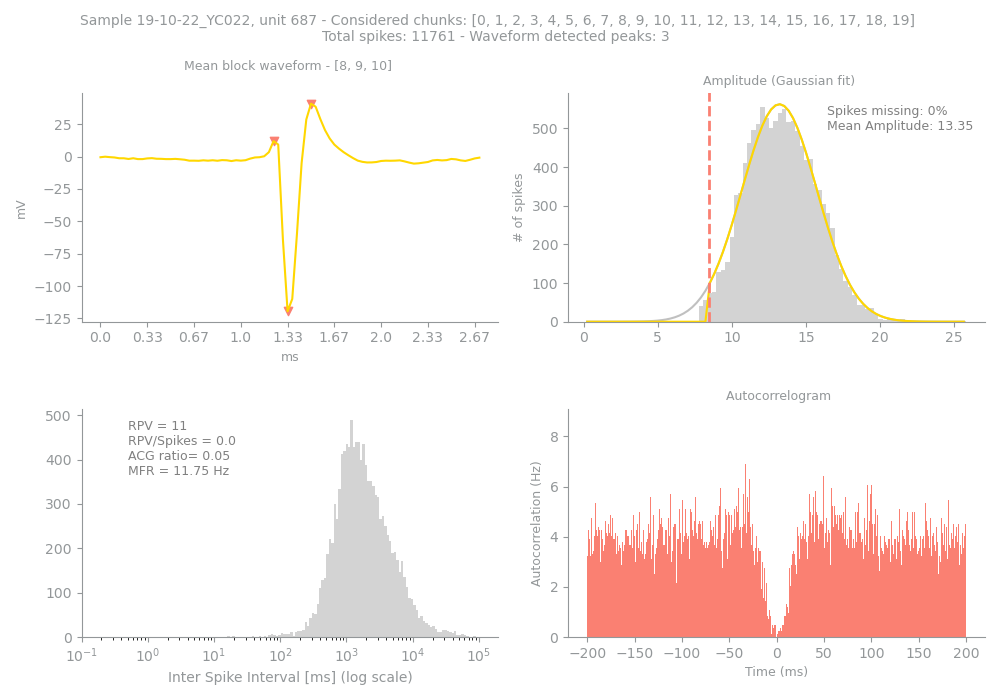 Sample 19-10-22_YC022, unit 687 - Considered chunks: [0, 1, 2, 3, 4, 5, 6, 7, 8, 9, 10, 11, 12, 13, 14, 15, 16, 17, 18, 19]
Total spikes: 11761 - Waveform detected peaks: 3
Mean block waveform - [8, 9, 10]
25
0
−25
−50
−75
−100
−125
mV
0.0 0.33 0.67 1.0 1.33 1.67 2.0 2.33 2.67
ms
Amplitude (Gaussian fit)
Spikes missing: 0%
Mean Amplitude: 13.35
500
400
300
200
100
0
# of spikes
0 5 10 15 20 25
RPV = 11
RPV/Spikes = 0.0
ACG ratio= 0.05
MFR = 11.75 Hz
500
400
300
200
100
0
10⁻¹ 10⁰ 10¹ 10² 10³ 10⁴ 10⁵
Inter Spike Interval [ms] (log scale)
Autocorrelogram
8
6
4
2
0
Autocorrelation (Hz)
−200 −150 −100 −50 0 50 100 150 200
Time (ms)